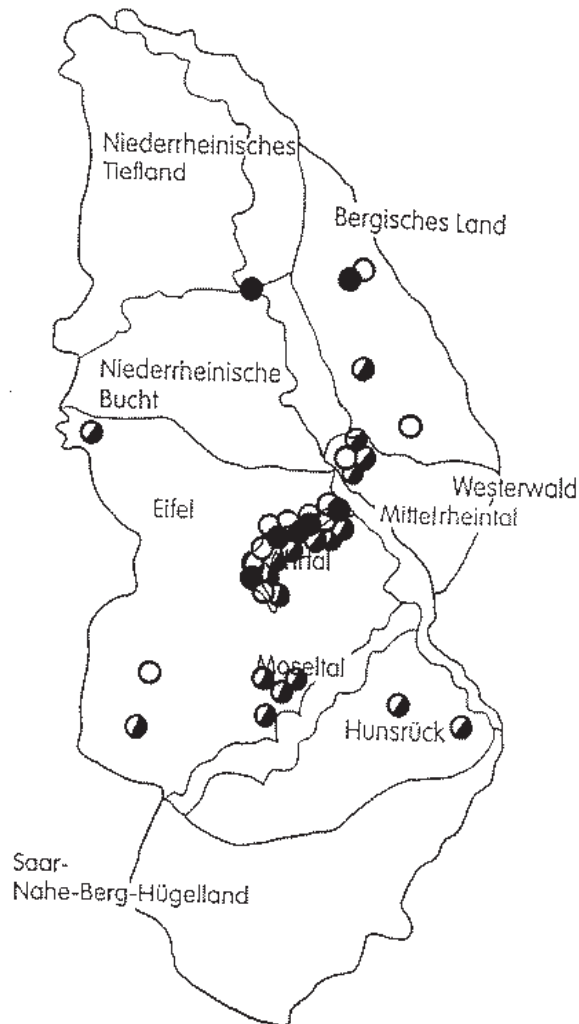 Niederrheinisches
Tiefland
Bergisches Land
Niederrheinische
Bucht
Westerwald
Eifel
Mittelrheintal
Moseltal
Hunsrück
Saar-
Nahe-Berg-Hügelland